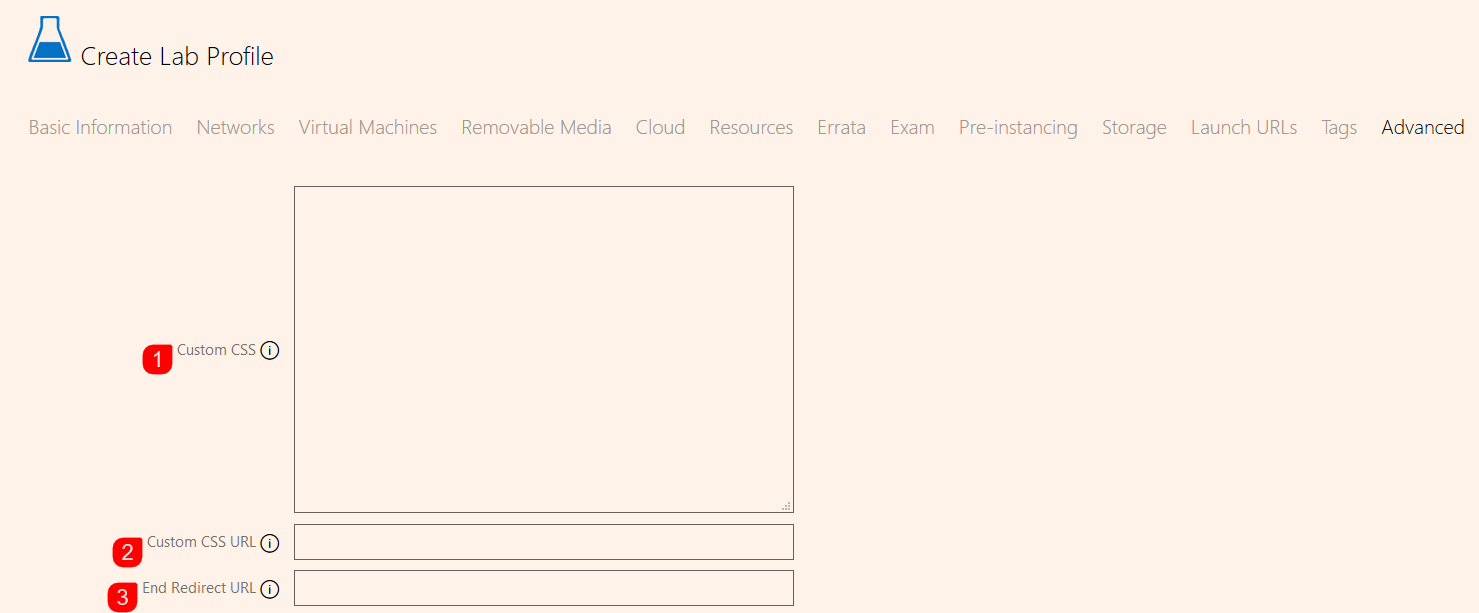 Create Lab Profile
Basic Information Networks Virtual Machines Removable Media Cloud Resources Errata Exam Pre-instancing Storage Launch URLs Tags Advanced
1 Custom CSS i
2 Custom CSS URL i
3 End Redirect URL i